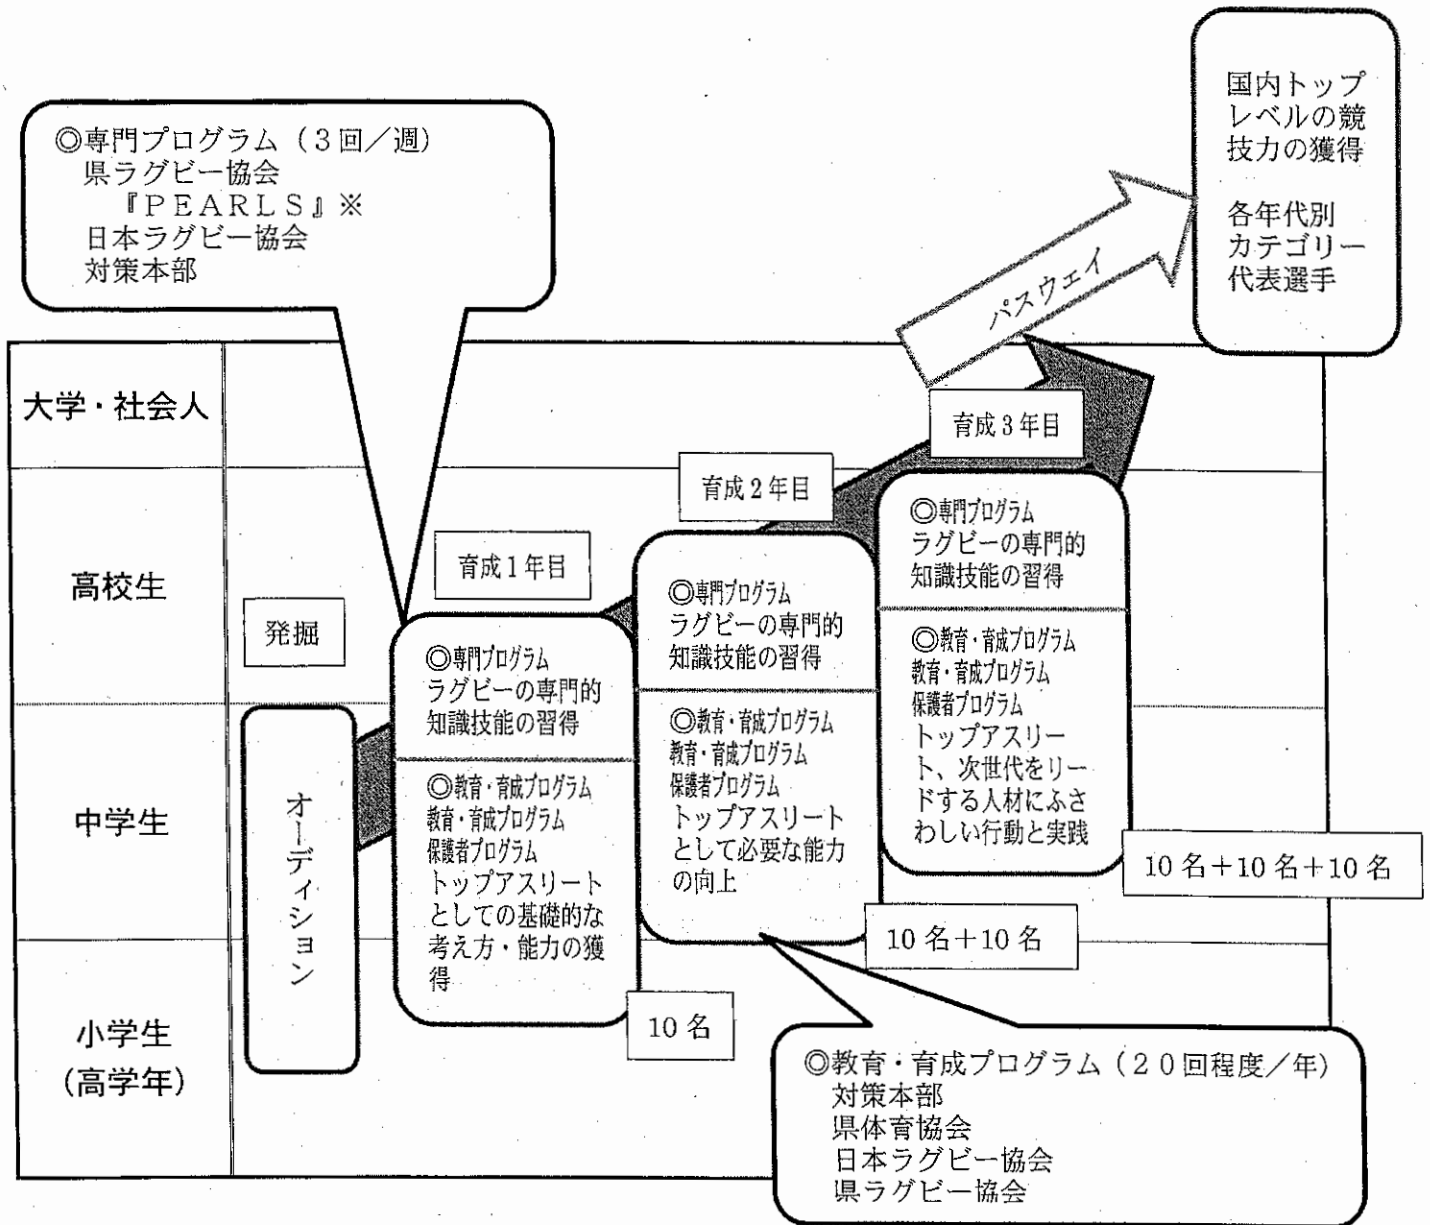 国内トップ
レベルの競
技力の獲得
各年代別
カテゴリー
代表選手
◎専門プログラム(3回/週)
県ラグビー協会
『PEARLS』※
日本ラグビー協会
対策本部
パスウェイ
大学・社会人
高校生
中学生
小学生
(高学年)
発掘
オーディション
育成1年目
◎専門プログラム
ラグビーの専門的
知識技能の習得
◎教育・育成プログラム
教育・育成プログラム
保護者プログラム
トップアスリート
としての基礎的な
考え方・能力の獲
得
10名
育成2年目
◎専門プログラム
ラグビーの専門的
知識技能の習得
◎教育・育成プログラム
教育・育成プログラム
保護者プログラム
トップアスリート
として必要な能力
の向上
10名+10名
育成3年目
◎専門プログラム
ラグビーの専門的
知識技能の習得
◎教育・育成プログラム
教育・育成プログラム
保護者プログラム
トップアスリー
ト、次世代をリー
ドする人材にふさ
わしい行動と実践
10名+10名+10名
◎教育・育成プログラム(20回程度/年)
対策本部
県体育協会
日本ラグビー協会
県ラグビー協会